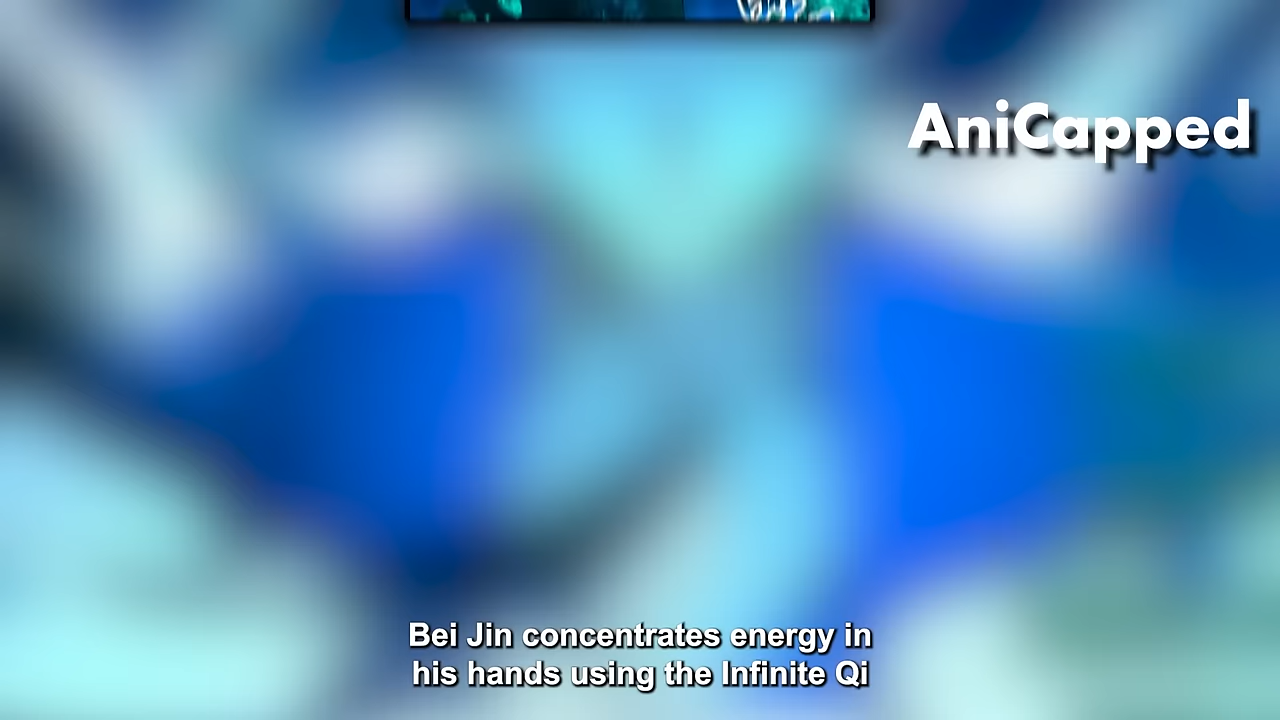 AniCapped
Bei Jin concentrates energy in
his hands using the Infinite Qi